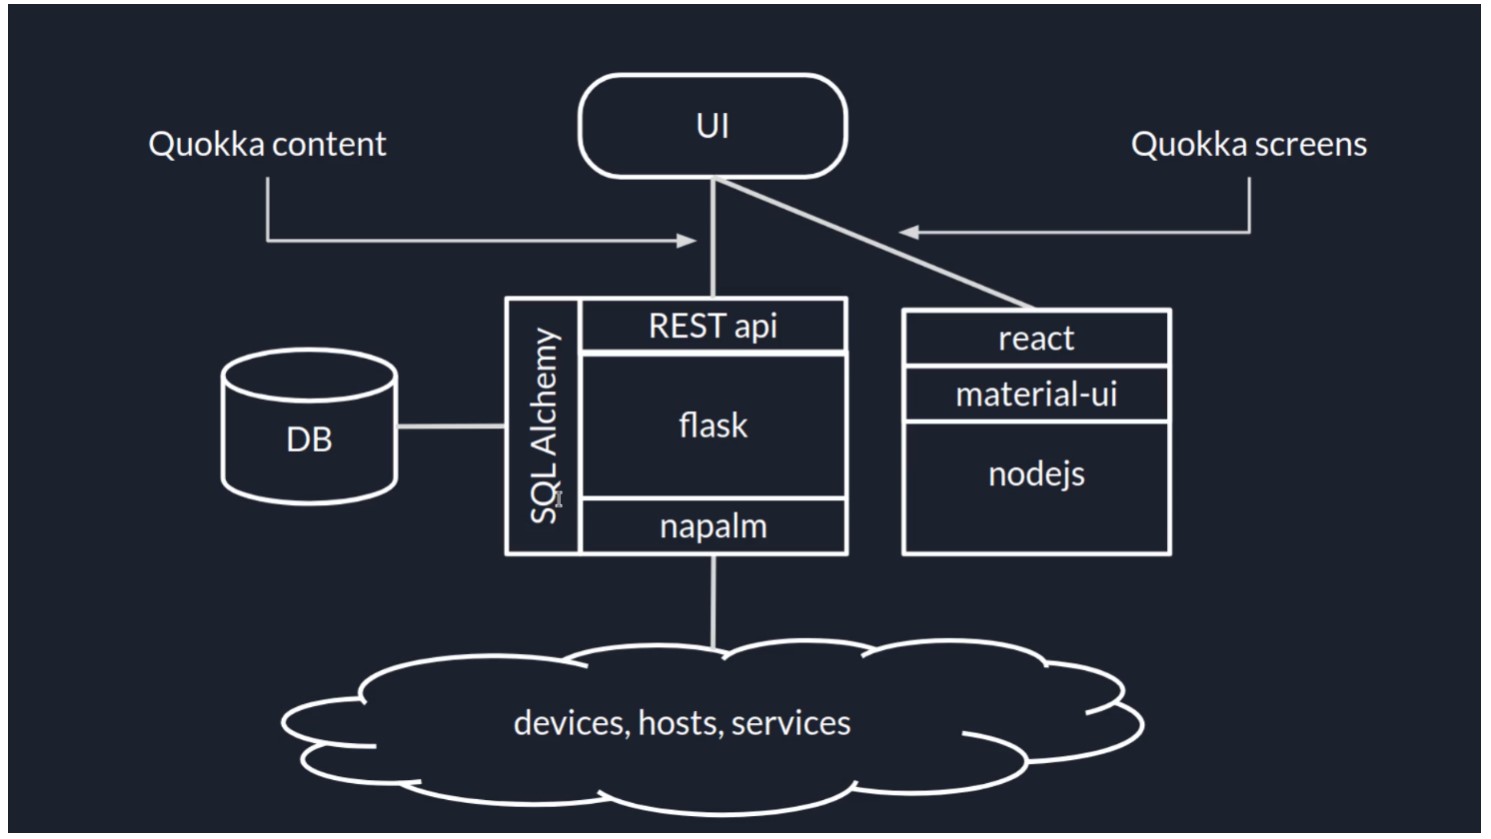 UI
Quokka content
Quokka screens
REST api
react
material-ui
SQL Alchemy
flask
DB
nodejs
napalm
devices, hosts, services